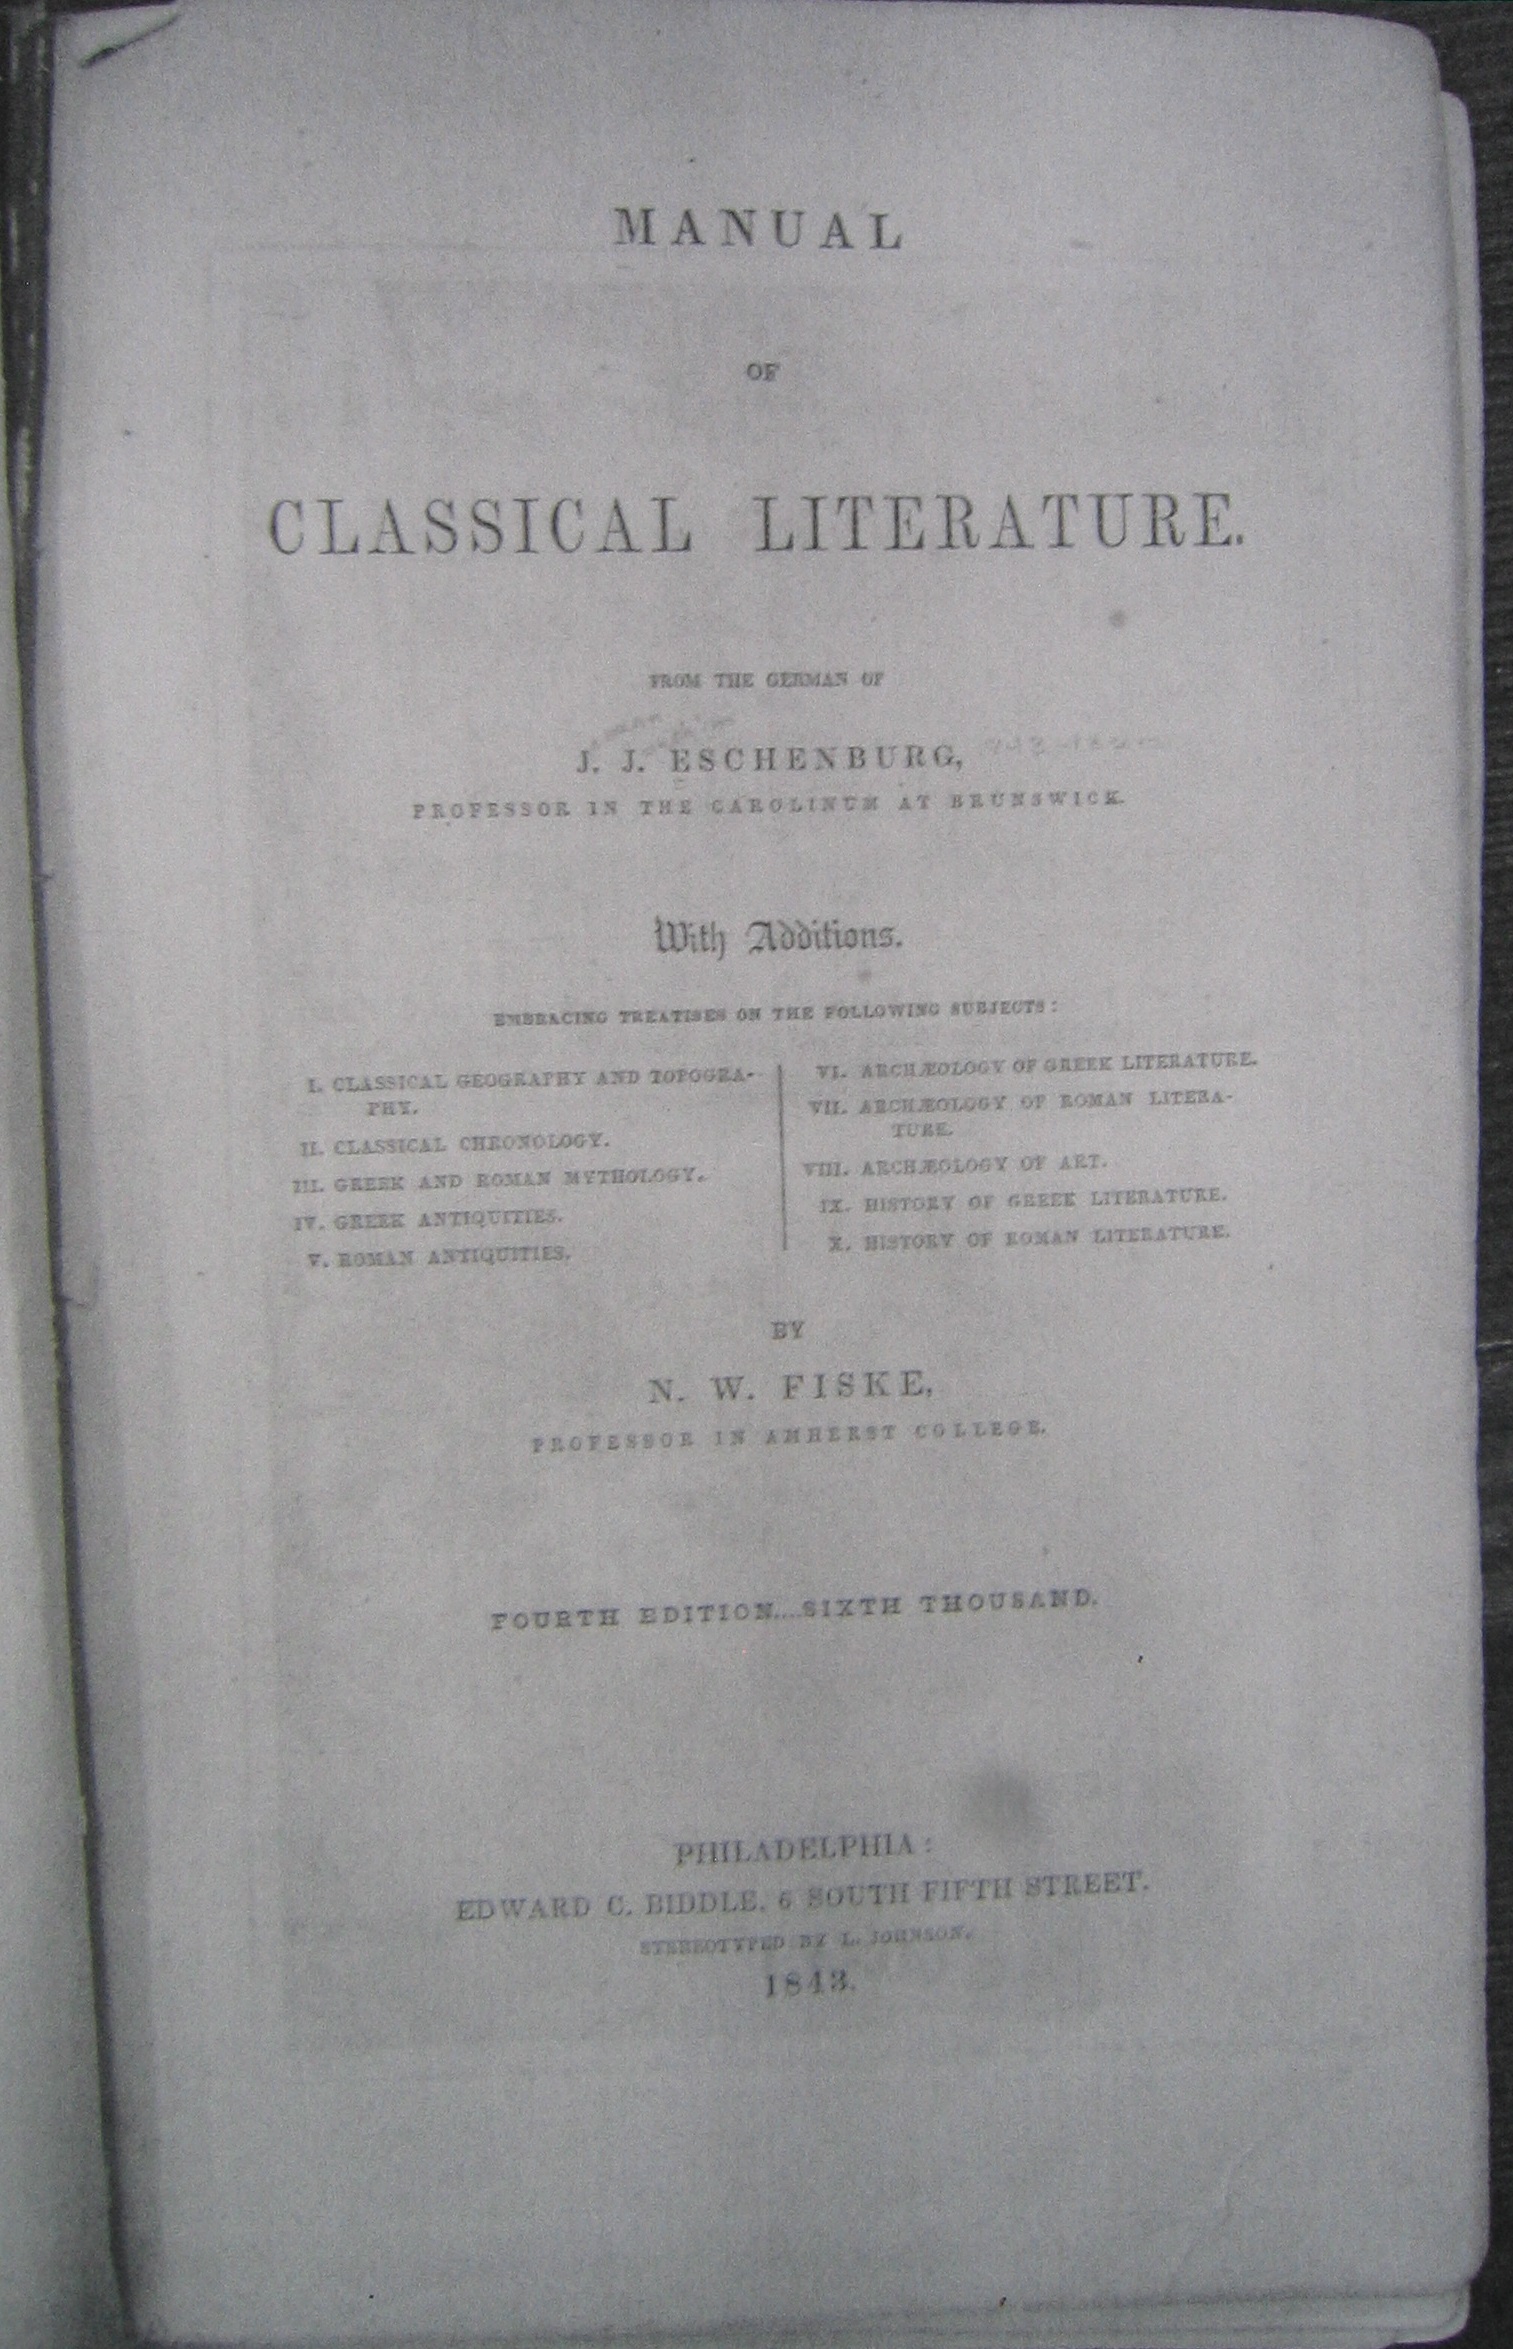 MANUAL
OF
CLASSICAL LITERATURE.
FROM THE GERMAN OF
J. J. ESCHENBURG,
PROFESSOR IN THE CAROLINUM AT BRUNSWICK.
With Additions.
EMBRACING TREATISES ON THE FOLLOWING SUBJECTS:
I. CLASSICAL GEOGRAPHY AND TOPOGRA-
PHY.
II. CLASSICAL CHRONOLOGY.
III. GREEK AND ROMAN MYTHOLOGY.
IV. GREEK ANTIQUITIES.
V. ROMAN ANTIQUITIES.
VI. ARCHÆOLOGY OF GREEK LITERATURE.
VII. ARCHÆOLOGY OF ROMAN LITERA-
TURE.
VIII. ARCHÆOLOGY OF ART.
IX. HISTORY OF GREEK LITERATURE.
X. HISTORY OF ROMAN LITERATURE.
BY
N. W. FISKE,
PROFESSOR IN AMHERST COLLEGE.
FOURTH EDITION....SIXTH THOUSAND.
PHILADELPHIA:
EDWARD C. BIDDLE, 6 SOUTH FIFTH STREET.
STEREOTYPED BY L. JOHNSON.
1843.